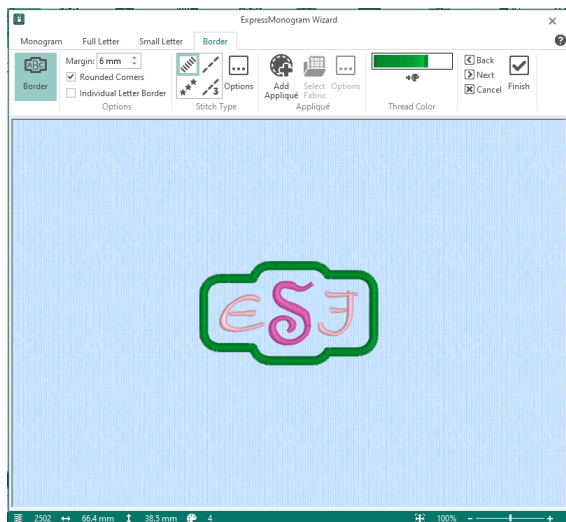 ExpressMonogram Wizard
Monogram Full Letter Small Letter Border
Border
Margin: 6 mm
Rounded Corners
Individual Letter Border
Options
3
Options
Stitch Type
Add Appliqué
Select Fabric
Options
Appliqué
Thread Color
Back
Next
Cancel
Finish
ESJ
2502 66.4 mm 38.5 mm 4 100%